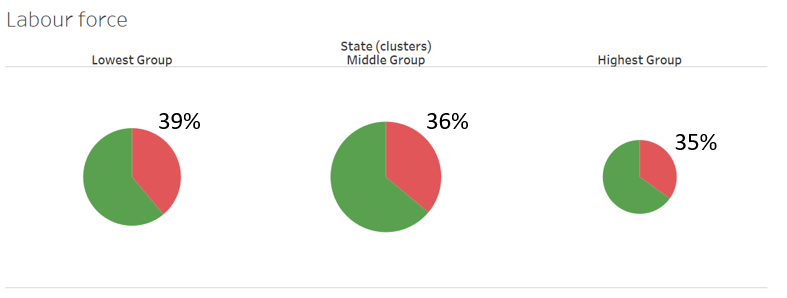 Labour force
State (clusters)
Lowest Group
Middle Group
Highest Group
39%
36%
35%